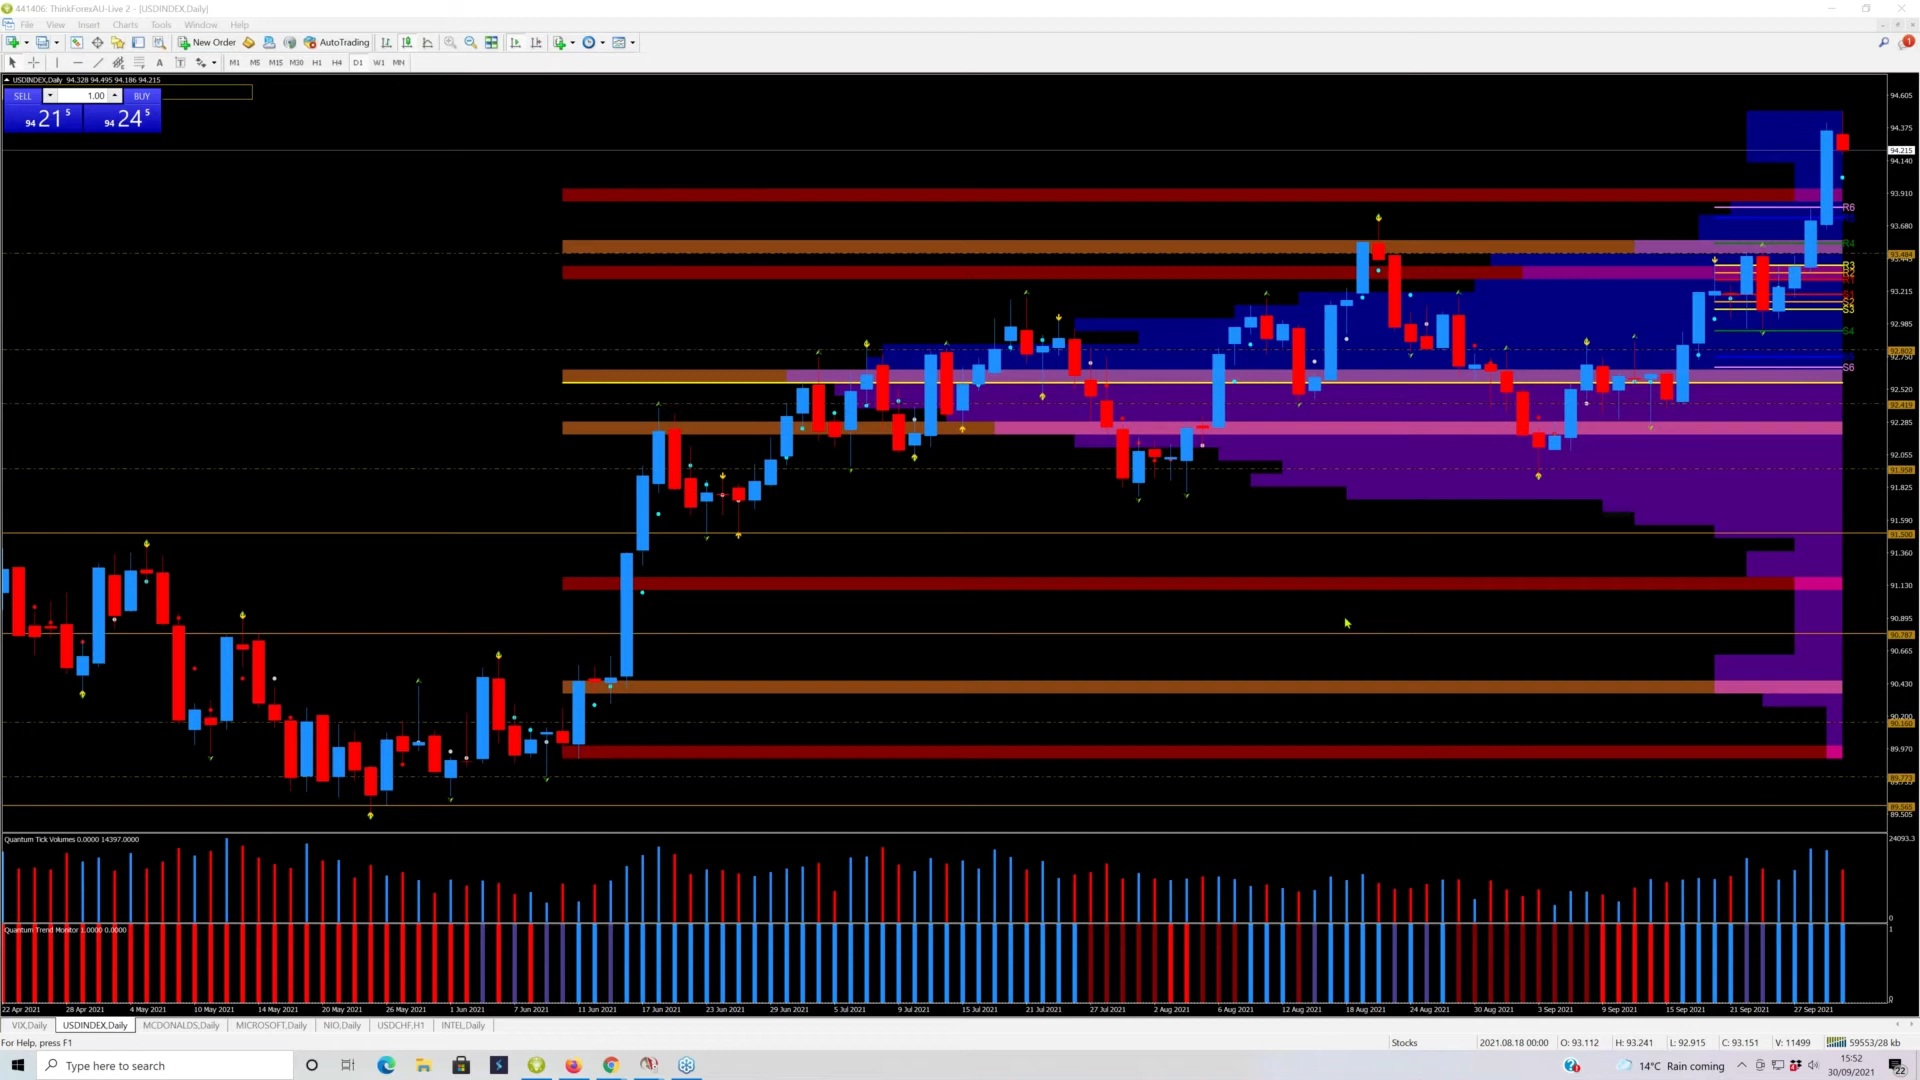 441406: ThinkForexAU-Live 2 - [USDINDEX,Daily]
File View Insert Charts Tools Window Help
New Order AutoTrading 1
A T M1 M5 M15 M30 H1 H4 D1 W1 MN
USDINDEX,Daily 94.328 94.495 94.186 94.215
SELL 1.00 BUY
94 21 5 94 24 5
94.605
94.375
94.215
94.140
93.910
R6
93.680
R4
93.484
R3
93.215
S2
S3
92.985
S4
92.802
92.750
S6
92.520
92.419
92.285
92.055
91.958
91.825
91.590
91.500
91.360
91.130
90.895
90.787
90.665
90.430
90.200
90.160
89.970
89.773
89.565
89.505
Quantum Tick Volumes 0.0000 14397.0000
24093.3
0
Quantum Trend Monitor 1.0000 0.0000
1
22 Apr 2021 28 Apr 2021 4 May 2021 10 May 2021 14 May 2021 20 May 2021 26 May 2021 1 Jun 2021 7 Jun 2021 11 Jun 2021 17 Jun 2021 23 Jun 2021 29 Jun 2021 5 Jul 2021 9 Jul 2021 15 Jul 2021 21 Jul 2021 27 Jul 2021 2 Aug 2021 6 Aug 2021 12 Aug 2021 18 Aug 2021 24 Aug 2021 30 Aug 2021 3 Sep 2021 9 Sep 2021 15 Sep 2021 21 Sep 2021 27 Sep 2021
VIX,Daily USDINDEX,Daily MCDONALDS,Daily MICROSOFT,Daily NIO,Daily USDCHF,H1 INTEL,Daily
For Help, press F1 Stocks 2021.08.18 00:00 O: 93.112 H: 93.241 L: 92.915 C: 93.151 V: 11499 59553/28 kb
Type here to search 14°C Rain coming 15:52
30/09/2021 22